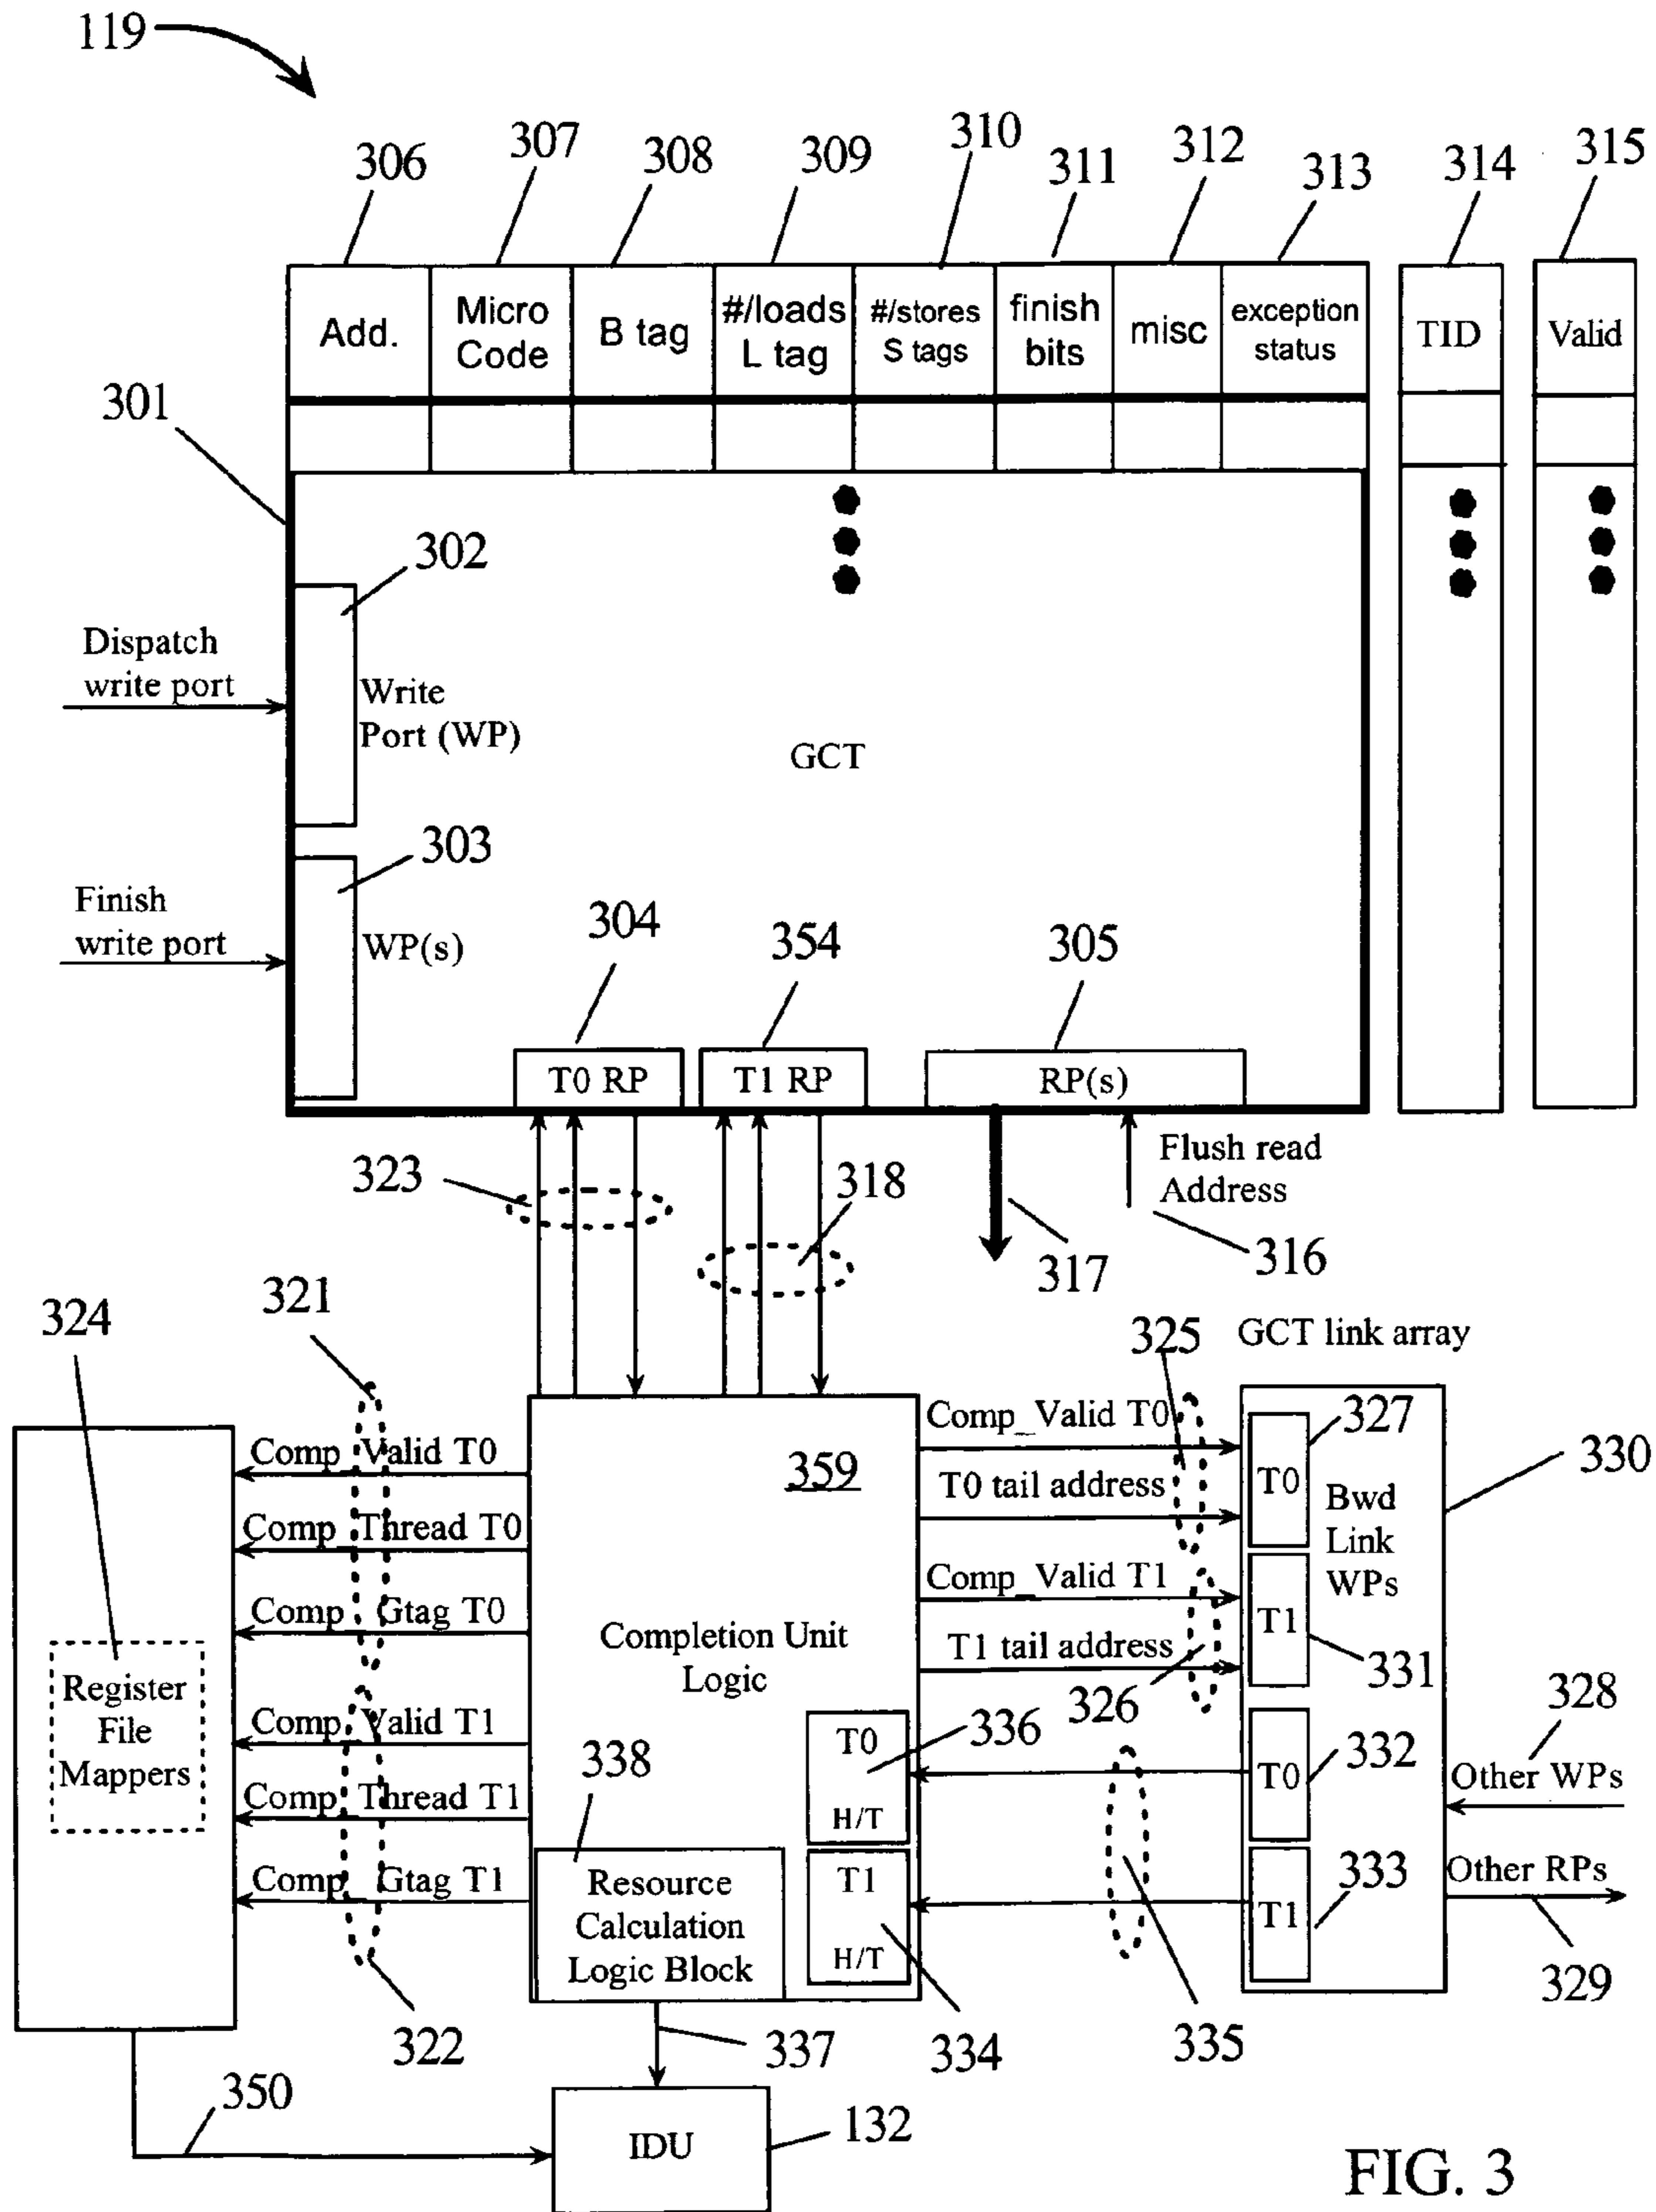 119
306
307
308
309
310
311
312
313
314
315
Add.
Micro
Code
B tag
#/loads
L tag
#/stores
S tags
finish
bits
misc
exception
status
TID
Valid
301
302
Dispatch
write port
Write
Port (WP)
GCT
303
Finish
write port
WP(s)
304
354
305
T0 RP
T1 RP
RP(s)
323
318
Flush read
Address
317
316
321
324
325
GCT link array
Comp_Valid T0
Comp_Thread T0
Comp_Gtag T0
Comp_Valid T1
Comp_Thread T1
Comp_Gtag T1
Register
File
Mappers
322
359
Completion Unit
Logic
338
Resource
Calculation
Logic Block
T0
H/T
336
T1
H/T
334
Comp_Valid T0
T0 tail address
Comp_Valid T1
T1 tail address
326
335
T0
327
Bwd
Link
WPs
330
T1
331
T0
332
328
Other WPs
T1
333
Other RPs
329
337
350
IDU
132
FIG. 3